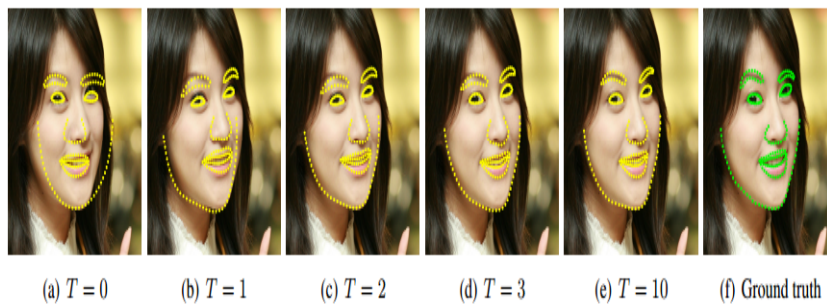 (a) T = 0 (b) T = 1 (c) T = 2 (d) T = 3 (e) T = 10 (f) Ground truth